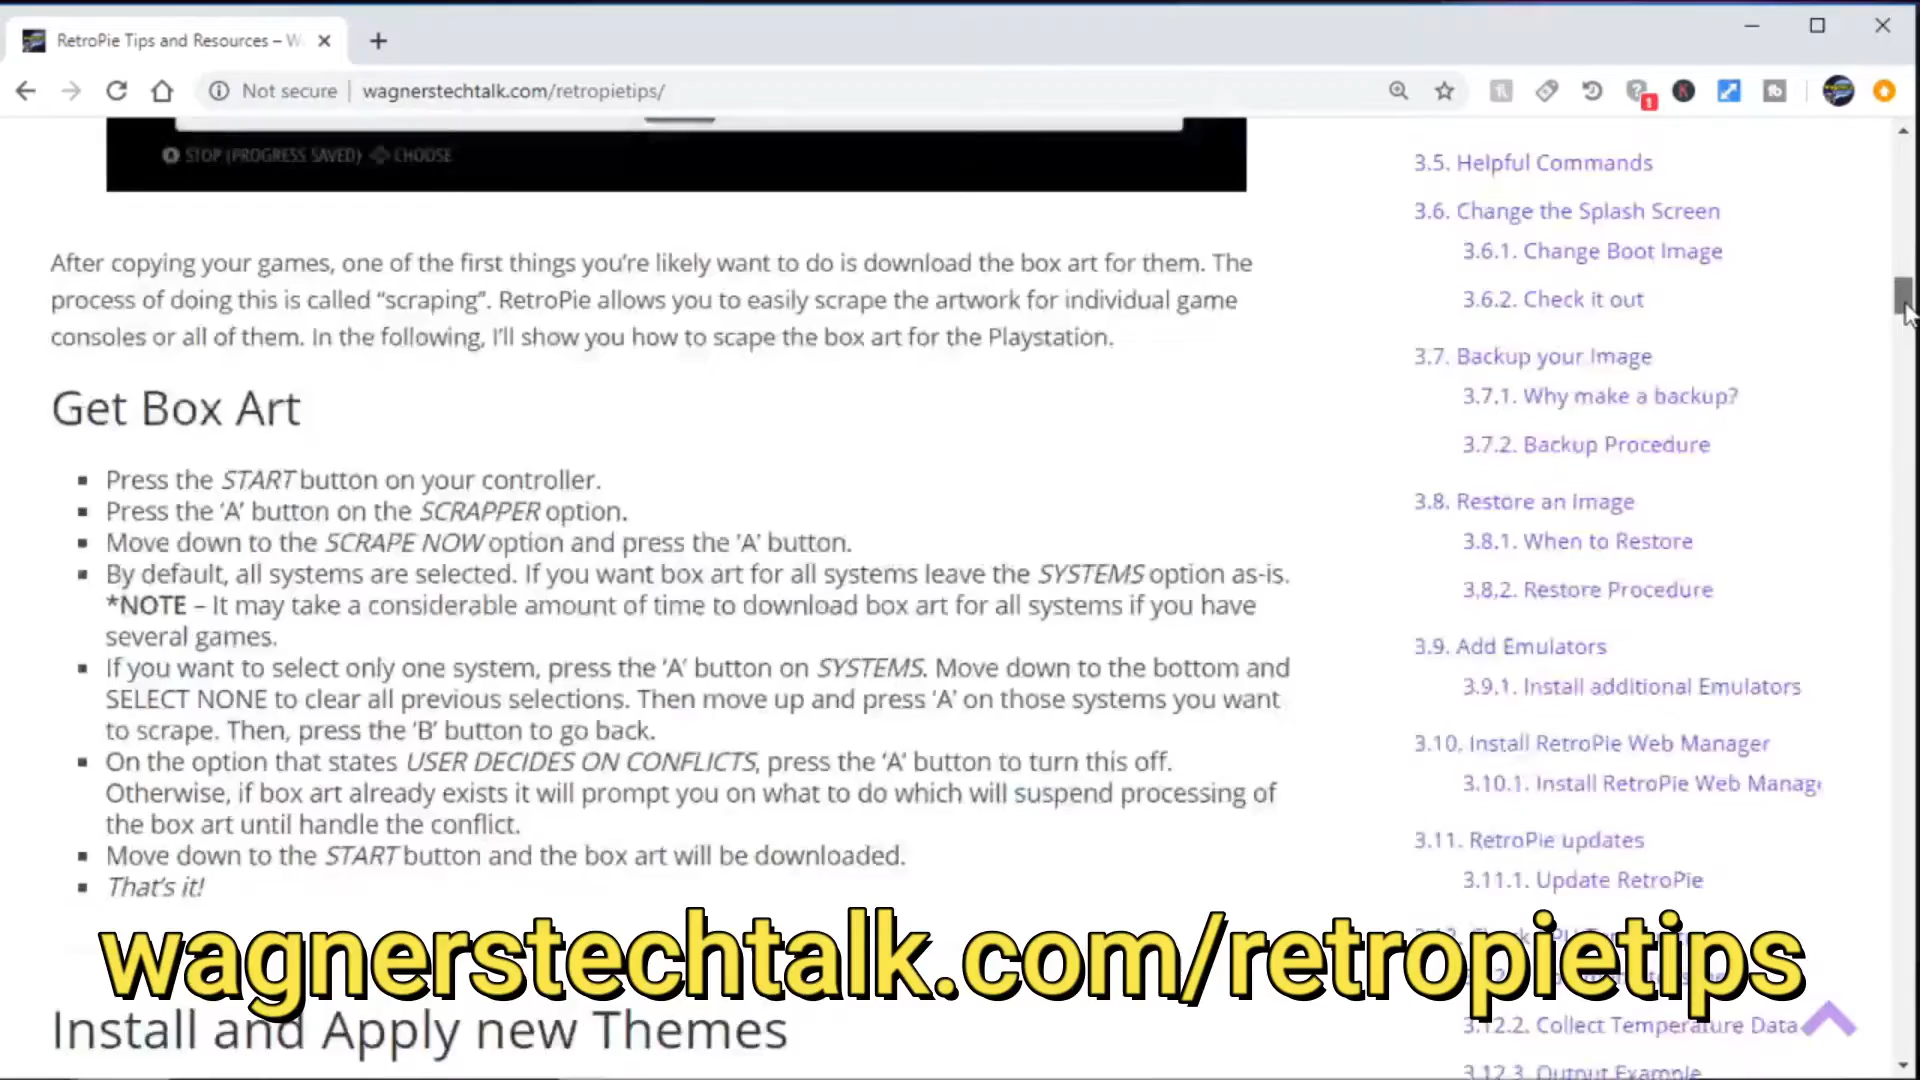 RetroPie Tips and Resources – W
Not secure
wagnerstechtalk.com/retropietips/
1
STOP (PROGRESS SAVED) CHOOSE
After copying your games, one of the first things you're likely want to do is download the box art for them. The
process of doing this is called “scraping”. RetroPie allows you to easily scrape the artwork for individual game
consoles or all of them. In the following, I'll show you how to scape the box art for the Playstation.
Get Box Art
Press the START button on your controller.
Press the ‘A’ button on the SCRAPPER option.
Move down to the SCRAPE NOW option and press the ‘A’ button.
By default, all systems are selected. If you want box art for all systems leave the SYSTEMS option as-is.
*NOTE – It may take a considerable amount of time to download box art for all systems if you have
several games.
If you want to select only one system, press the ‘A’ button on SYSTEMS. Move down to the bottom and
SELECT NONE to clear all previous selections. Then move up and press ‘A’ on those systems you want
to scrape. Then, press the ‘B’ button to go back.
On the option that states USER DECIDES ON CONFLICTS, press the ‘A’ button to turn this off.
Otherwise, if box art already exists it will prompt you on what to do which will suspend processing of
the box art until handle the conflict.
Move down to the START button and the box art will be downloaded.
That's it!
Install and Apply new Themes
3.5. Helpful Commands
3.6. Change the Splash Screen
3.6.1. Change Boot Image
3.6.2. Check it out
3.7. Backup your Image
3.7.1. Why make a backup?
3.7.2. Backup Procedure
3.8. Restore an Image
3.8.1. When to Restore
3.8.2. Restore Procedure
3.9. Add Emulators
3.9.1. Install additional Emulators
3.10. Install RetroPie Web Manager
3.10.1. Install RetroPie Web Manage
3.11. RetroPie updates
3.11.1. Update RetroPie
3.12.2. Collect Temperature Data
3.12.3. Output Example
wagnerstechtalk.com/retropietips